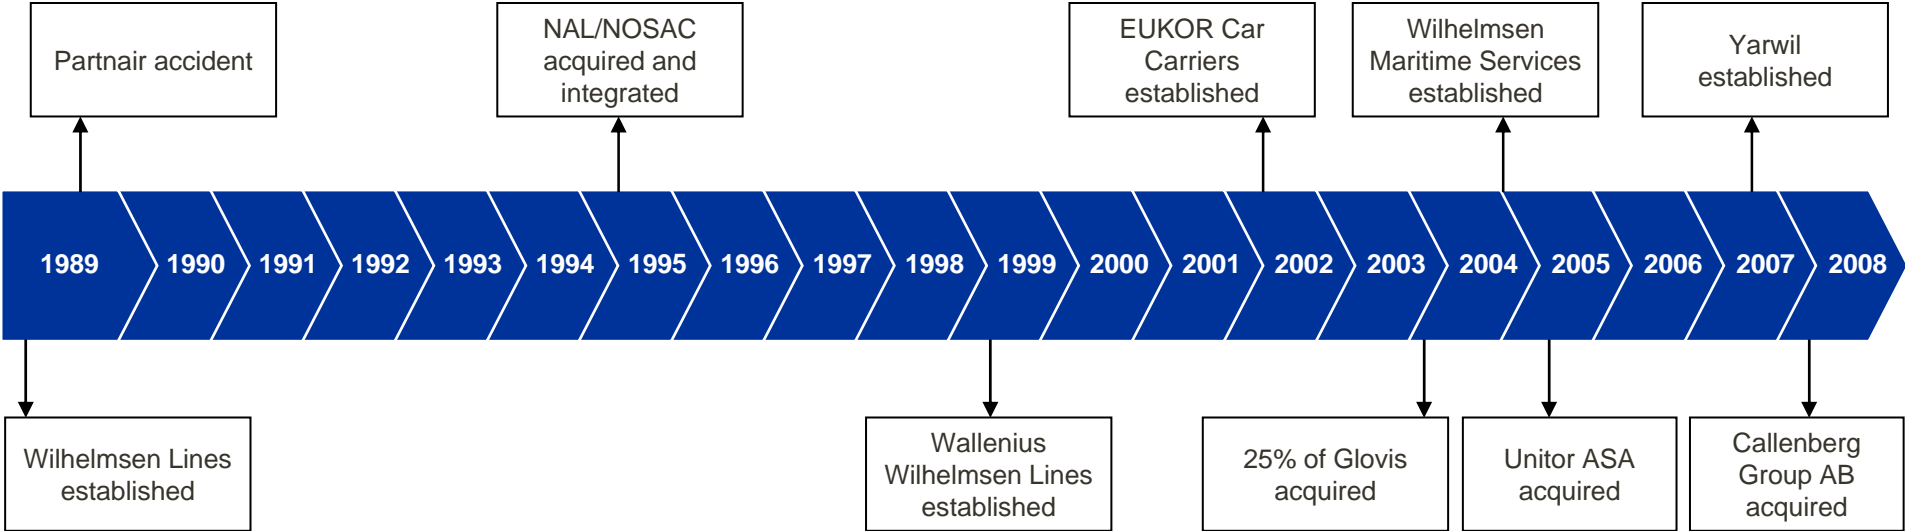 Partnair accident
NAL/NOSAC
acquired and
integrated
EUKOR Car
Carriers
established
Wilhelmsen
Maritime Services
established
Yarwil
established
1989
1990
1991
1992
1993
1994
1995
1996
1997
1998
1999
2000
2001
2002
2003
2004
2005
2006
2007
2008
Wilhelmsen Lines
established
Wallenius
Wilhelmsen Lines
established
25% of Glovis
acquired
Unitor ASA
acquired
Callenberg
Group AB
acquired